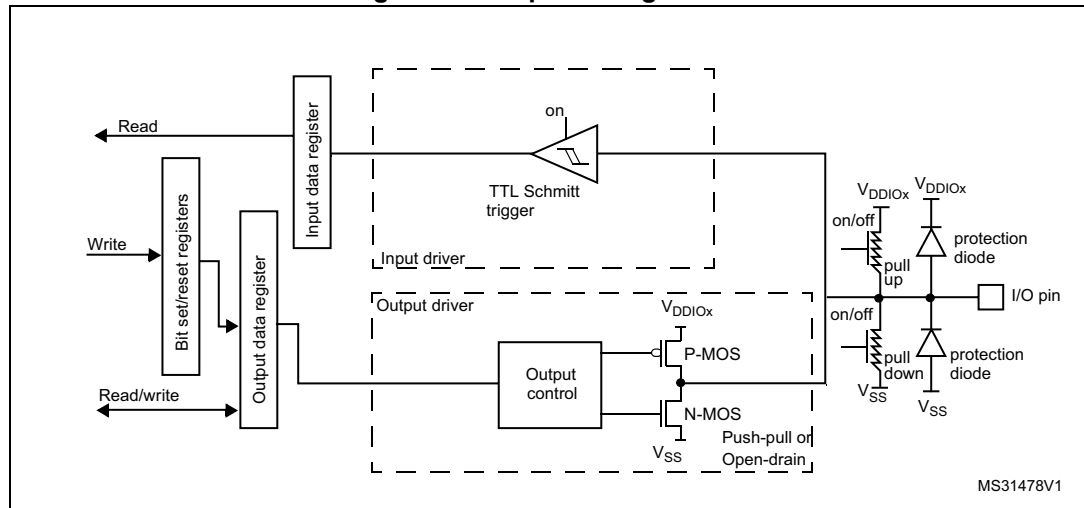 on
Read
Input data register
TTL Schmitt
trigger
Input driver
Write
Bit set/reset registers
Output data register
Read/write
Output driver
VDDIOx
P-MOS
Output
control
N-MOS
VSS
Push-pull or
Open-drain
VDDIOx
VDDIOx
on/off
pull
up
protection
diode
I/O pin
on/off
pull
down
protection
diode
VSS
VSS
MS31478V1